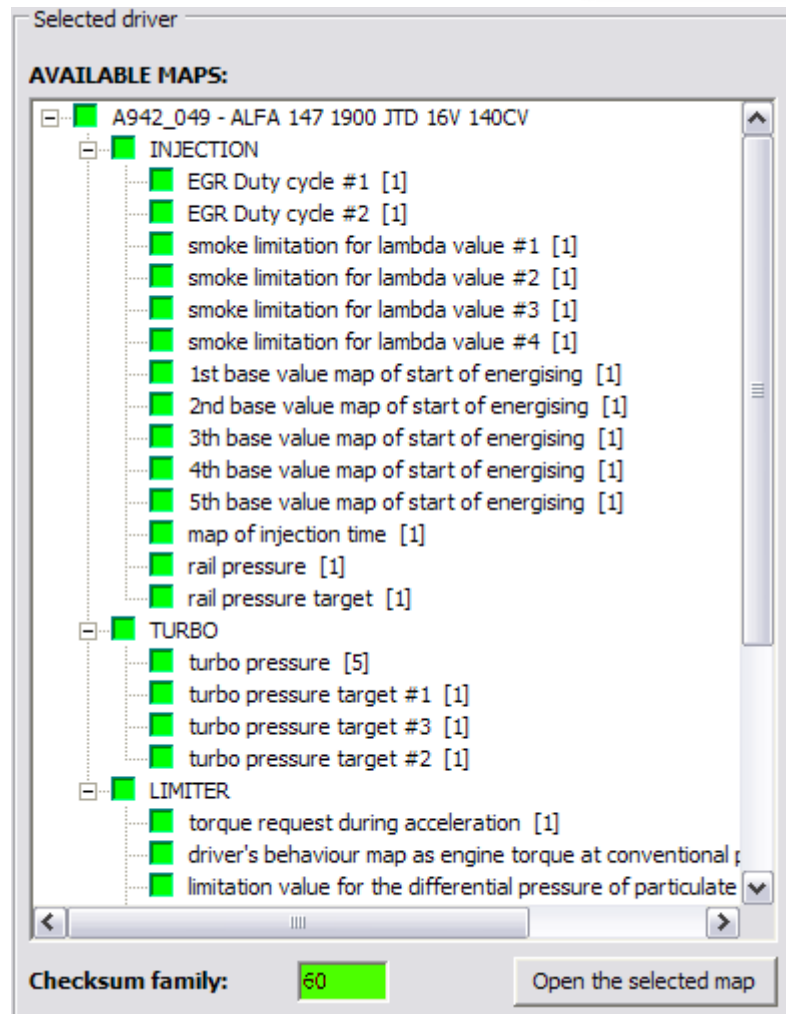 Selected driver
AVAILABLE MAPS:
A942_049 - ALFA 147 1900 JTD 16V 140CV
INJECTION
EGR Duty cycle #1 [1]
EGR Duty cycle #2 [1]
smoke limitation for lambda value #1 [1]
smoke limitation for lambda value #2 [1]
smoke limitation for lambda value #3 [1]
smoke limitation for lambda value #4 [1]
1st base value map of start of energising [1]
2nd base value map of start of energising [1]
3th base value map of start of energising [1]
4th base value map of start of energising [1]
5th base value map of start of energising [1]
map of injection time [1]
rail pressure [1]
rail pressure target [1]
TURBO
turbo pressure [5]
turbo pressure target #1 [1]
turbo pressure target #3 [1]
turbo pressure target #2 [1]
LIMITER
torque request during acceleration [1]
driver's behaviour map as engine torque at conventional
limitation value for the differential pressure of particulate
Checksum family: 60 Open the selected map